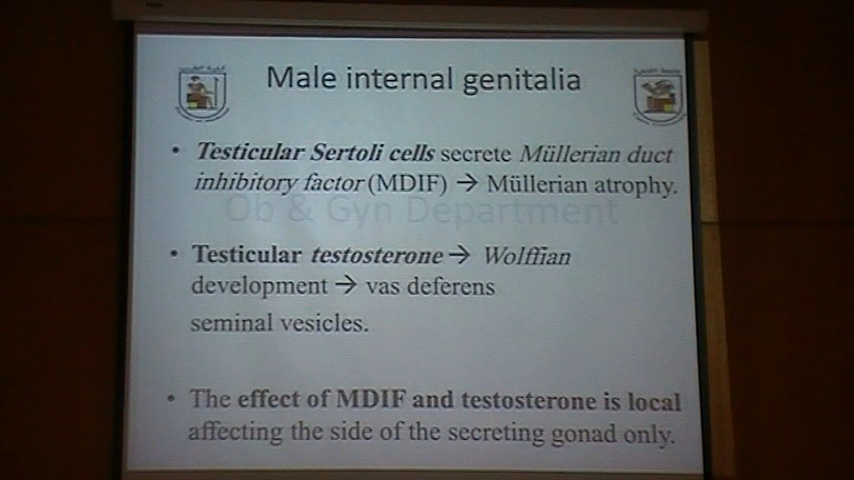 Male internal genitalia
• Testicular Sertoli cells secrete Müllerian duct
inhibitory factor (MDIF) → Müllerian atrophy.
Ob & Gyn Department
• Testicular testosterone → Wolffian
development → vas deferens
seminal vesicles.
• The effect of MDIF and testosterone is local
affecting the side of the secreting gonad only.